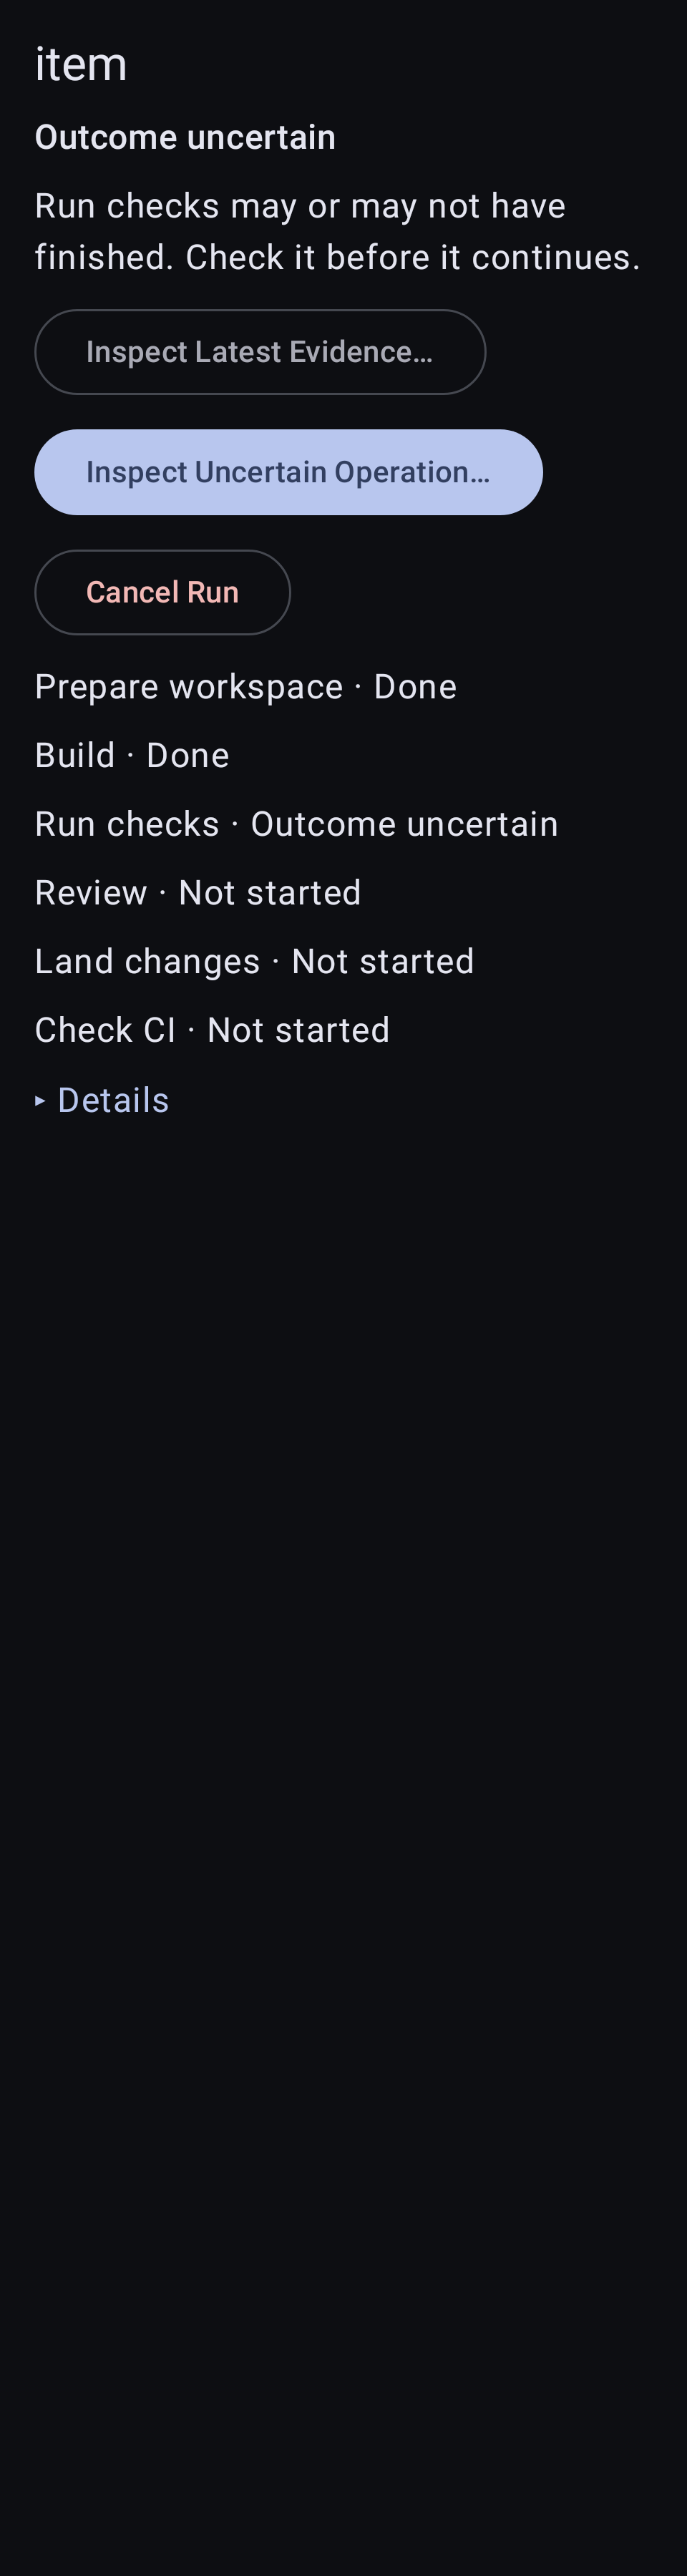 item
Outcome uncertain
Run checks may or may not have
finished. Check it before it continues.
Inspect Latest Evidence…
Inspect Uncertain Operation…
Cancel Run
Prepare workspace · Done
Build · Done
Run checks · Outcome uncertain
Review · Not started
Land changes · Not started
Check CI · Not started
▸ Details